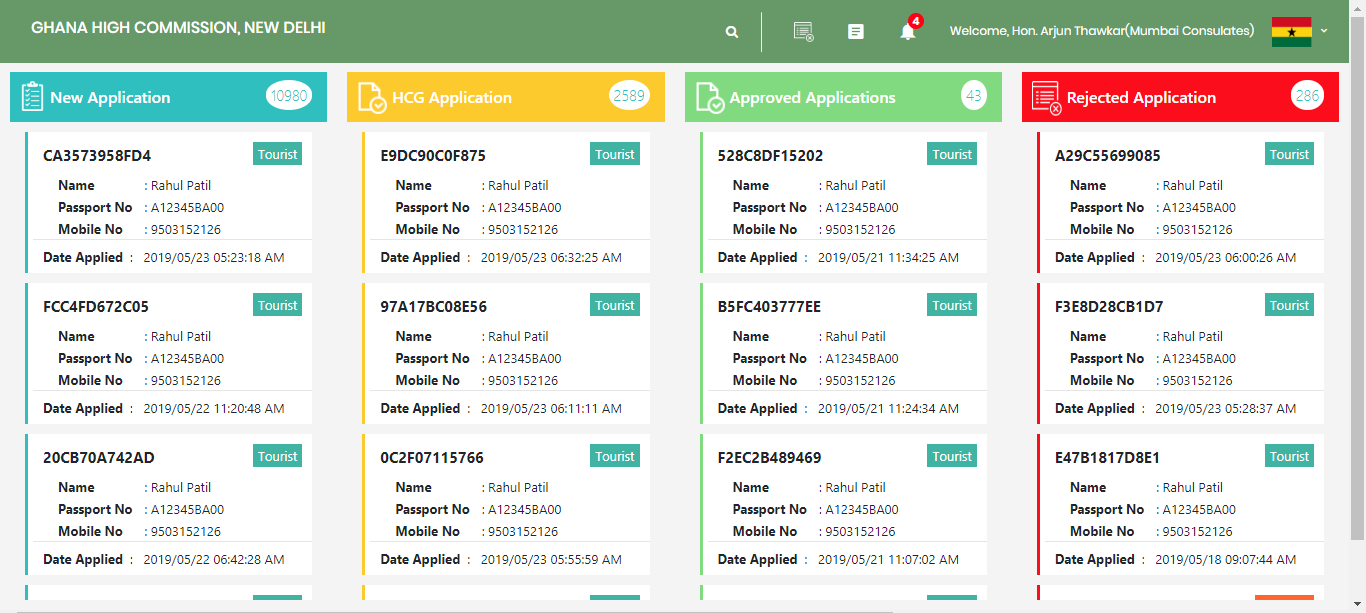 GHANA HIGH COMMISSION, NEW DELHI
4
Welcome, Hon. Arjun Thawkar(Mumbai Consulates)
New Application 10980
CA3573958FD4 Tourist
Name : Rahul Patil
Passport No : A12345BA00
Mobile No : 9503152126
Date Applied : 2019/05/23 05:23:18 AM
FCC4FD672C05 Tourist
Name : Rahul Patil
Passport No : A12345BA00
Mobile No : 9503152126
Date Applied : 2019/05/22 11:20:48 AM
20CB70A742AD Tourist
Name : Rahul Patil
Passport No : A12345BA00
Mobile No : 9503152126
Date Applied : 2019/05/22 06:42:28 AM
HCG Application 2589
E9DC90C0F875 Tourist
Name : Rahul Patil
Passport No : A12345BA00
Mobile No : 9503152126
Date Applied : 2019/05/23 06:32:25 AM
97A17BC08E56 Tourist
Name : Rahul Patil
Passport No : A12345BA00
Mobile No : 9503152126
Date Applied : 2019/05/23 06:11:11 AM
0C2F07115766 Tourist
Name : Rahul Patil
Passport No : A12345BA00
Mobile No : 9503152126
Date Applied : 2019/05/23 05:55:59 AM
Approved Applications 43
528C8DF15202 Tourist
Name : Rahul Patil
Passport No : A12345BA00
Mobile No : 9503152126
Date Applied : 2019/05/21 11:34:25 AM
B5FC403777EE Tourist
Name : Rahul Patil
Passport No : A12345BA00
Mobile No : 9503152126
Date Applied : 2019/05/21 11:24:34 AM
F2EC2B489469 Tourist
Name : Rahul Patil
Passport No : A12345BA00
Mobile No : 9503152126
Date Applied : 2019/05/21 11:07:02 AM
Rejected Application 286
A29C55699085 Tourist
Name : Rahul Patil
Passport No : A12345BA00
Mobile No : 9503152126
Date Applied : 2019/05/23 06:00:26 AM
F3E8D28CB1D7 Tourist
Name : Rahul Patil
Passport No : A12345BA00
Mobile No : 9503152126
Date Applied : 2019/05/23 05:28:37 AM
E47B1817D8E1 Tourist
Name : Rahul Patil
Passport No : A12345BA00
Mobile No : 9503152126
Date Applied : 2019/05/18 09:07:44 AM